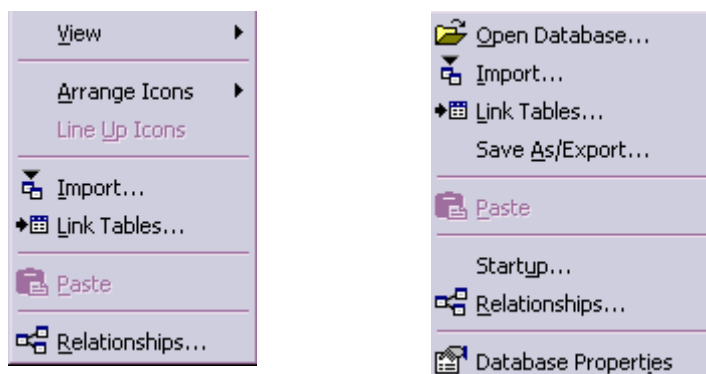 View
Arrange Icons
Line Up Icons
Import...
Link Tables...
Paste
Relationships...
Open Database...
Import...
Link Tables...
Save As/Export...
Paste
Startup...
Relationships...
Database Properties